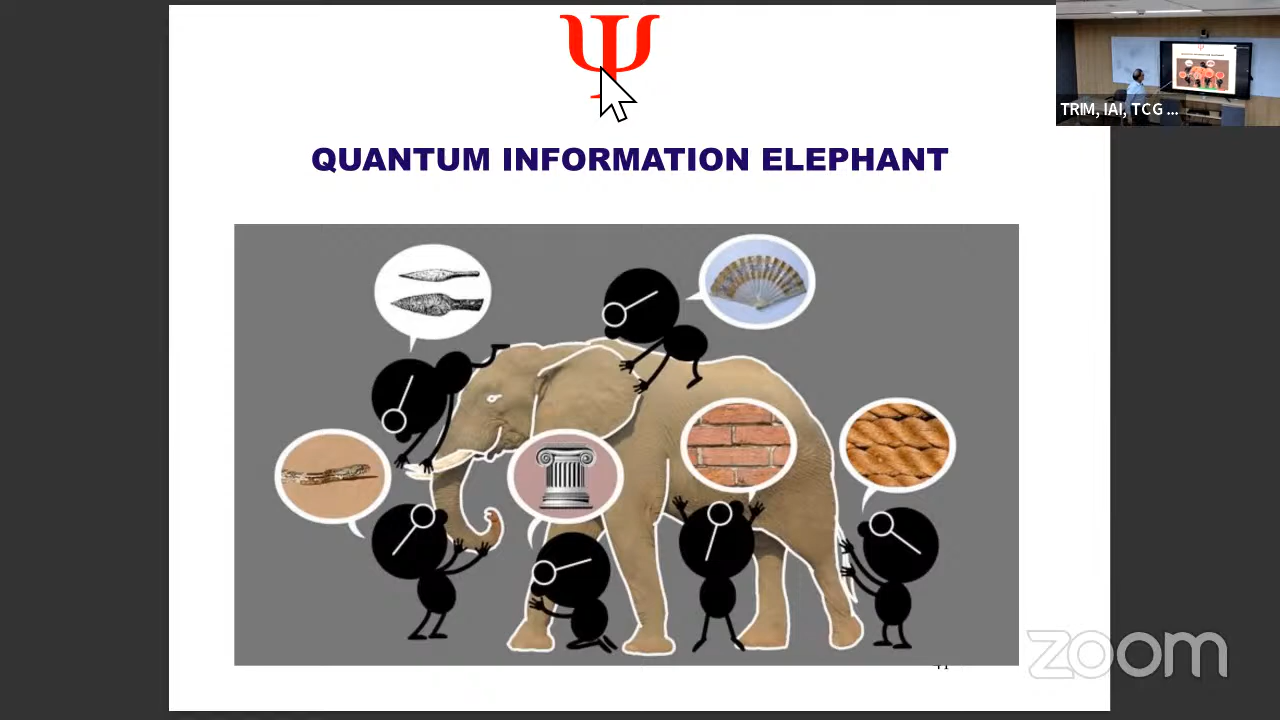 Ψ
QUANTUM INFORMATION ELEPHANT
TRIM, IAI, TCG ...
zoom